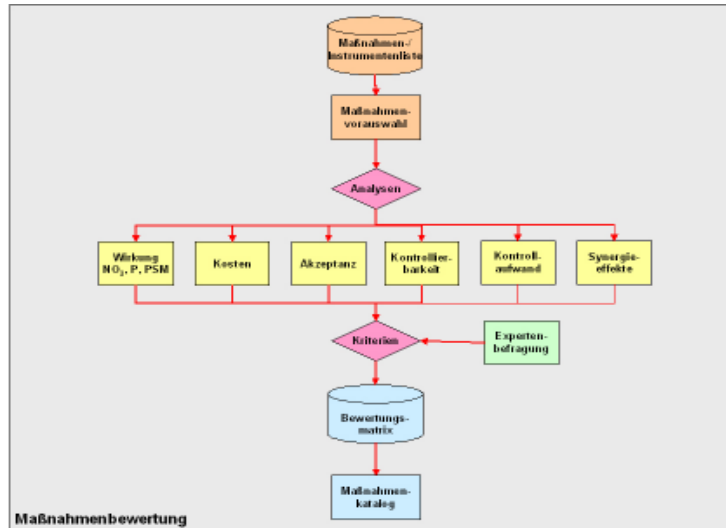 Maßnahmen-/
Instrumentenliste
Maßnahmen-
vorauswahl
Analysen
Wirkung
NO₃, P, PSM
Kosten
Akzeptanz
Kontrollier-
barkeit
Kontroll-
aufwand
Synergie-
effekte
Kriterien
Experten-
befragung
Bewertungs-
matrix
Maßnahmen-
katalog
Maßnahmenbewertung